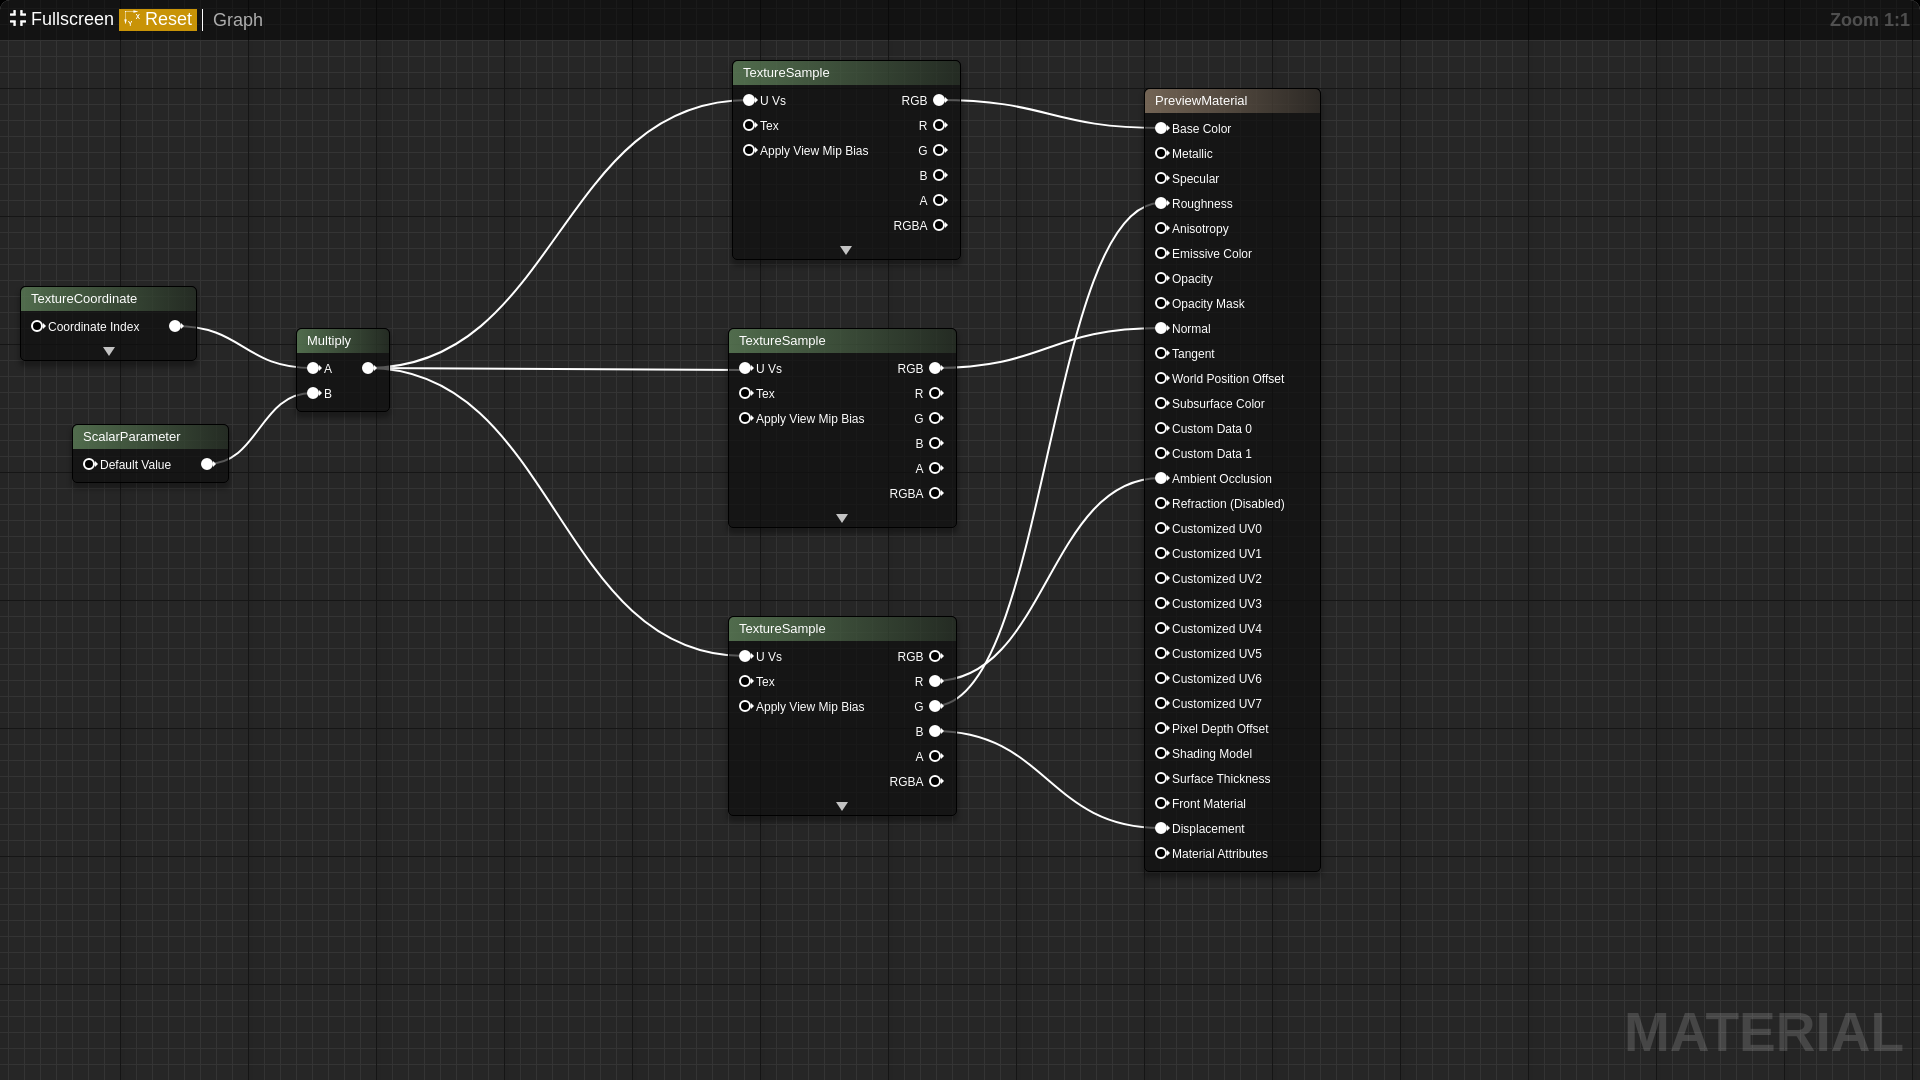 Fullscreen Reset Graph
Zoom 1:1
TextureSample
U Vs RGB
Tex R
Apply View Mip Bias G
B
A
RGBA
TextureCoordinate
Coordinate Index
ScalarParameter
Default Value
Multiply
A
B
TextureSample
U Vs RGB
Tex R
Apply View Mip Bias G
B
A
RGBA
TextureSample
U Vs RGB
Tex R
Apply View Mip Bias G
B
A
RGBA
PreviewMaterial
Base Color
Metallic
Specular
Roughness
Anisotropy
Emissive Color
Opacity
Opacity Mask
Normal
Tangent
World Position Offset
Subsurface Color
Custom Data 0
Custom Data 1
Ambient Occlusion
Refraction (Disabled)
Customized UV0
Customized UV1
Customized UV2
Customized UV3
Customized UV4
Customized UV5
Customized UV6
Customized UV7
Pixel Depth Offset
Shading Model
Surface Thickness
Front Material
Displacement
Material Attributes
MATERIAL